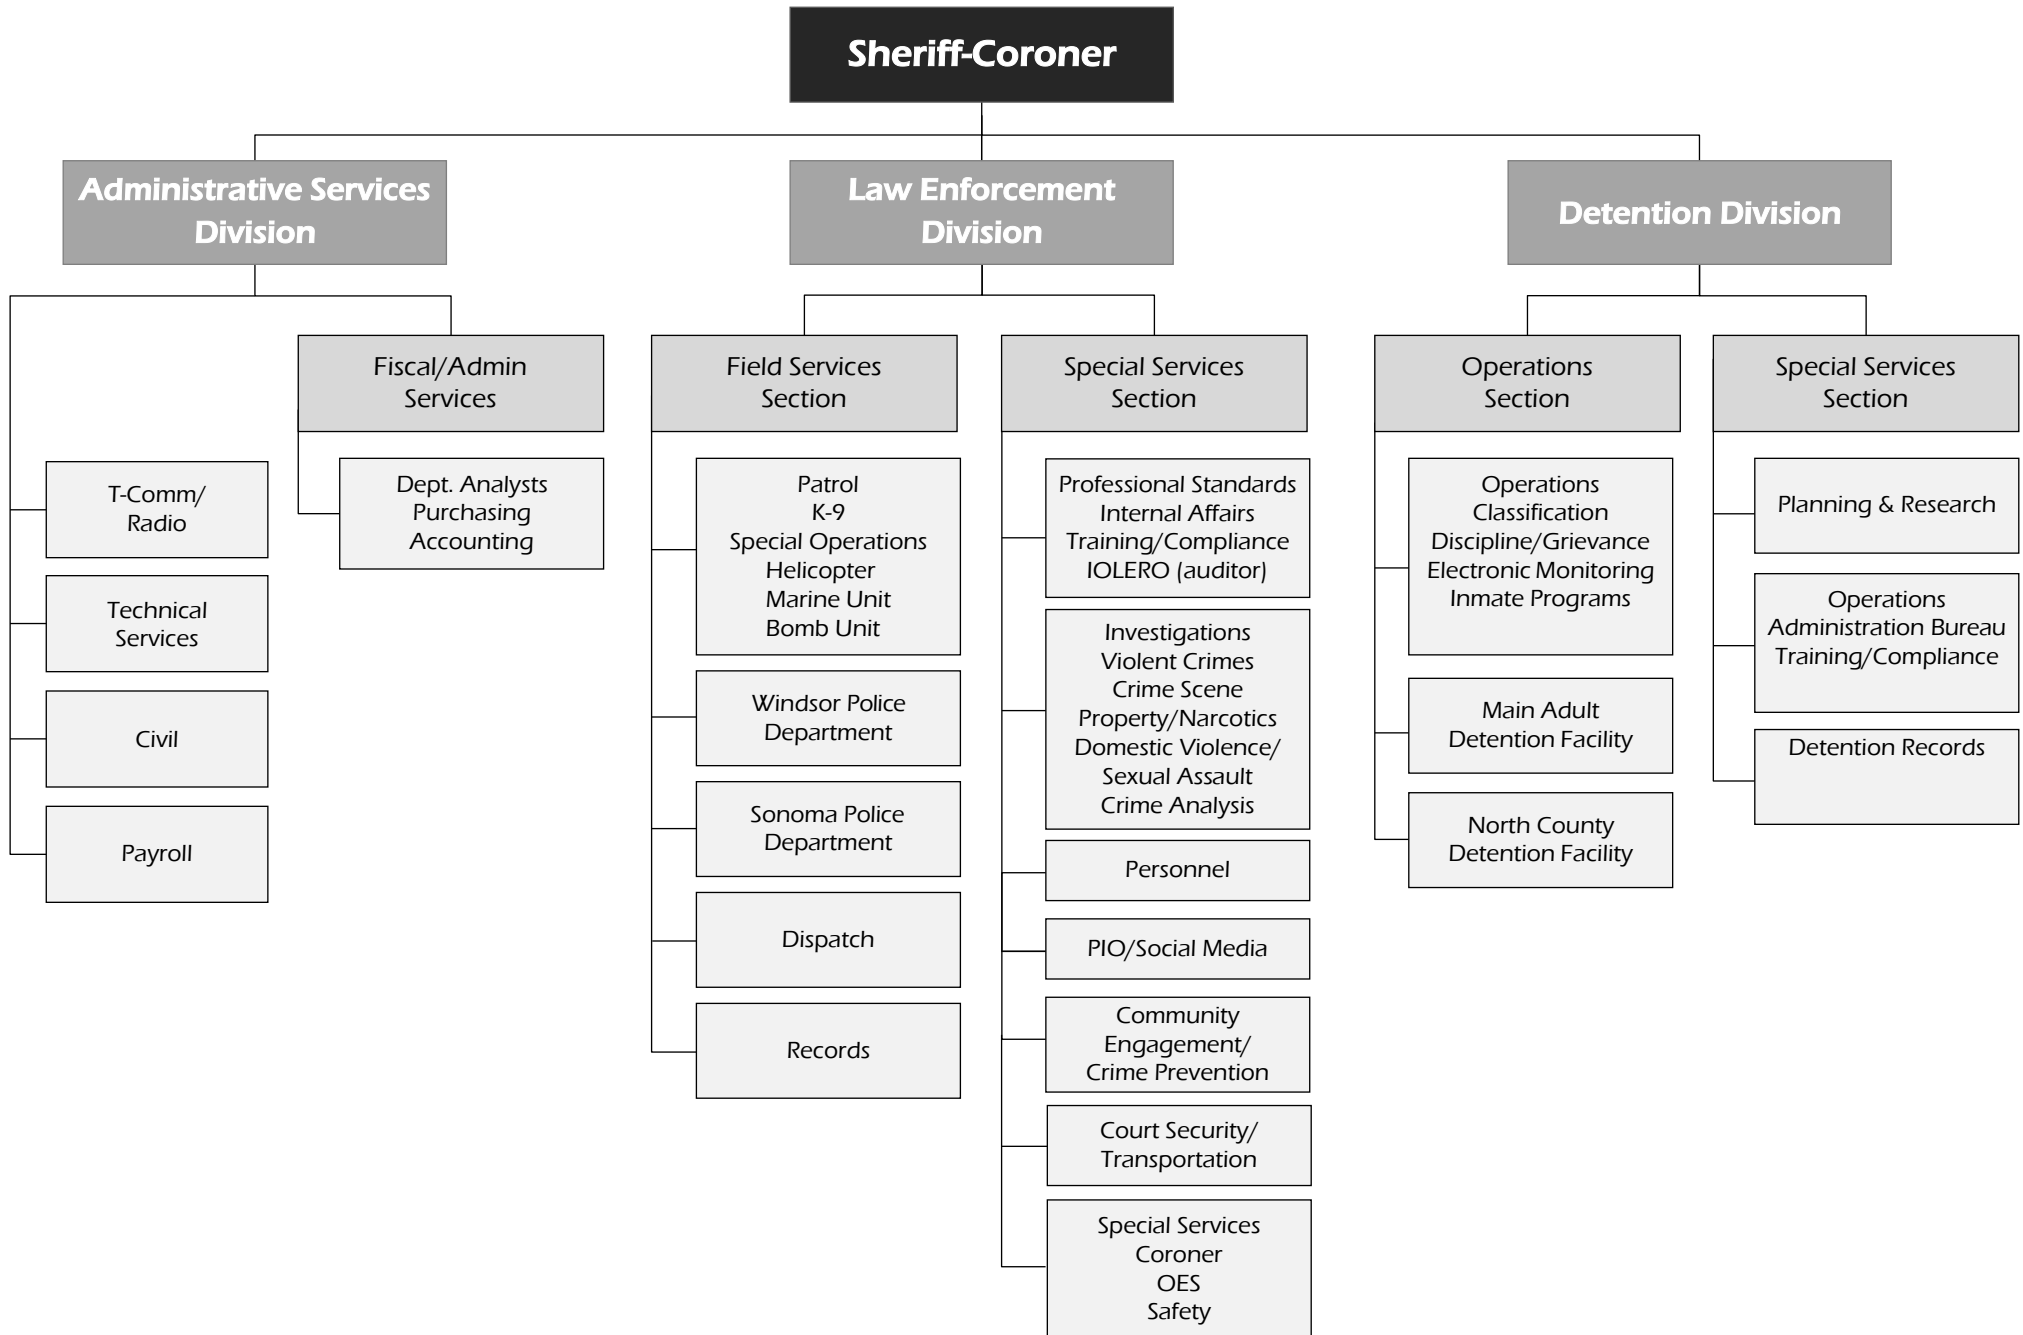 Sheriff-Coroner
Administrative Services
Division
Law Enforcement
Division
Detention Division
Fiscal/Admin
Services
T-Comm/
Radio
Technical
Services
Civil
Payroll
Dept. Analysts
Purchasing
Accounting
Field Services
Section
Patrol
K-9
Special Operations
Helicopter
Marine Unit
Bomb Unit
Windsor Police
Department
Sonoma Police
Department
Dispatch
Records
Special Services
Section
Professional Standards
Internal Affairs
Training/Compliance
IOLERO (auditor)
Investigations
Violent Crimes
Crime Scene
Property/Narcotics
Domestic Violence/
Sexual Assault
Crime Analysis
Personnel
PIO/Social Media
Community
Engagement/
Crime Prevention
Court Security/
Transportation
Special Services
Coroner
OES
Safety
Operations
Section
Operations
Classification
Discipline/Grievance
Electronic Monitoring
Inmate Programs
Main Adult
Detention Facility
North County
Detention Facility
Special Services
Section
Planning & Research
Operations
Administration Bureau
Training/Compliance
Detention Records